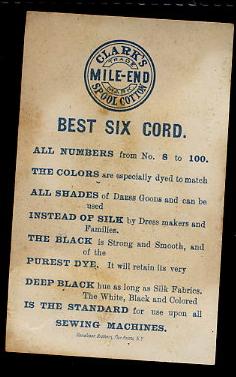 CLARK'S
TRADE
MILE-END
MARK
SPOOL COTTON
BEST SIX CORD.
ALL NUMBERS from No. 8 to 100.
THE COLORS are especially dyed to match
ALL SHADES of Dress Goods and can be
used
INSTEAD OF SILK by Dress makers and
Families.
THE BLACK is Strong and Smooth, and
of the
PUREST DYE. It will retain its very
DEEP BLACK hue as long as Silk Fabrics.
The White, Black and Colored
IS THE STANDARD for use upon all
SEWING MACHINES.